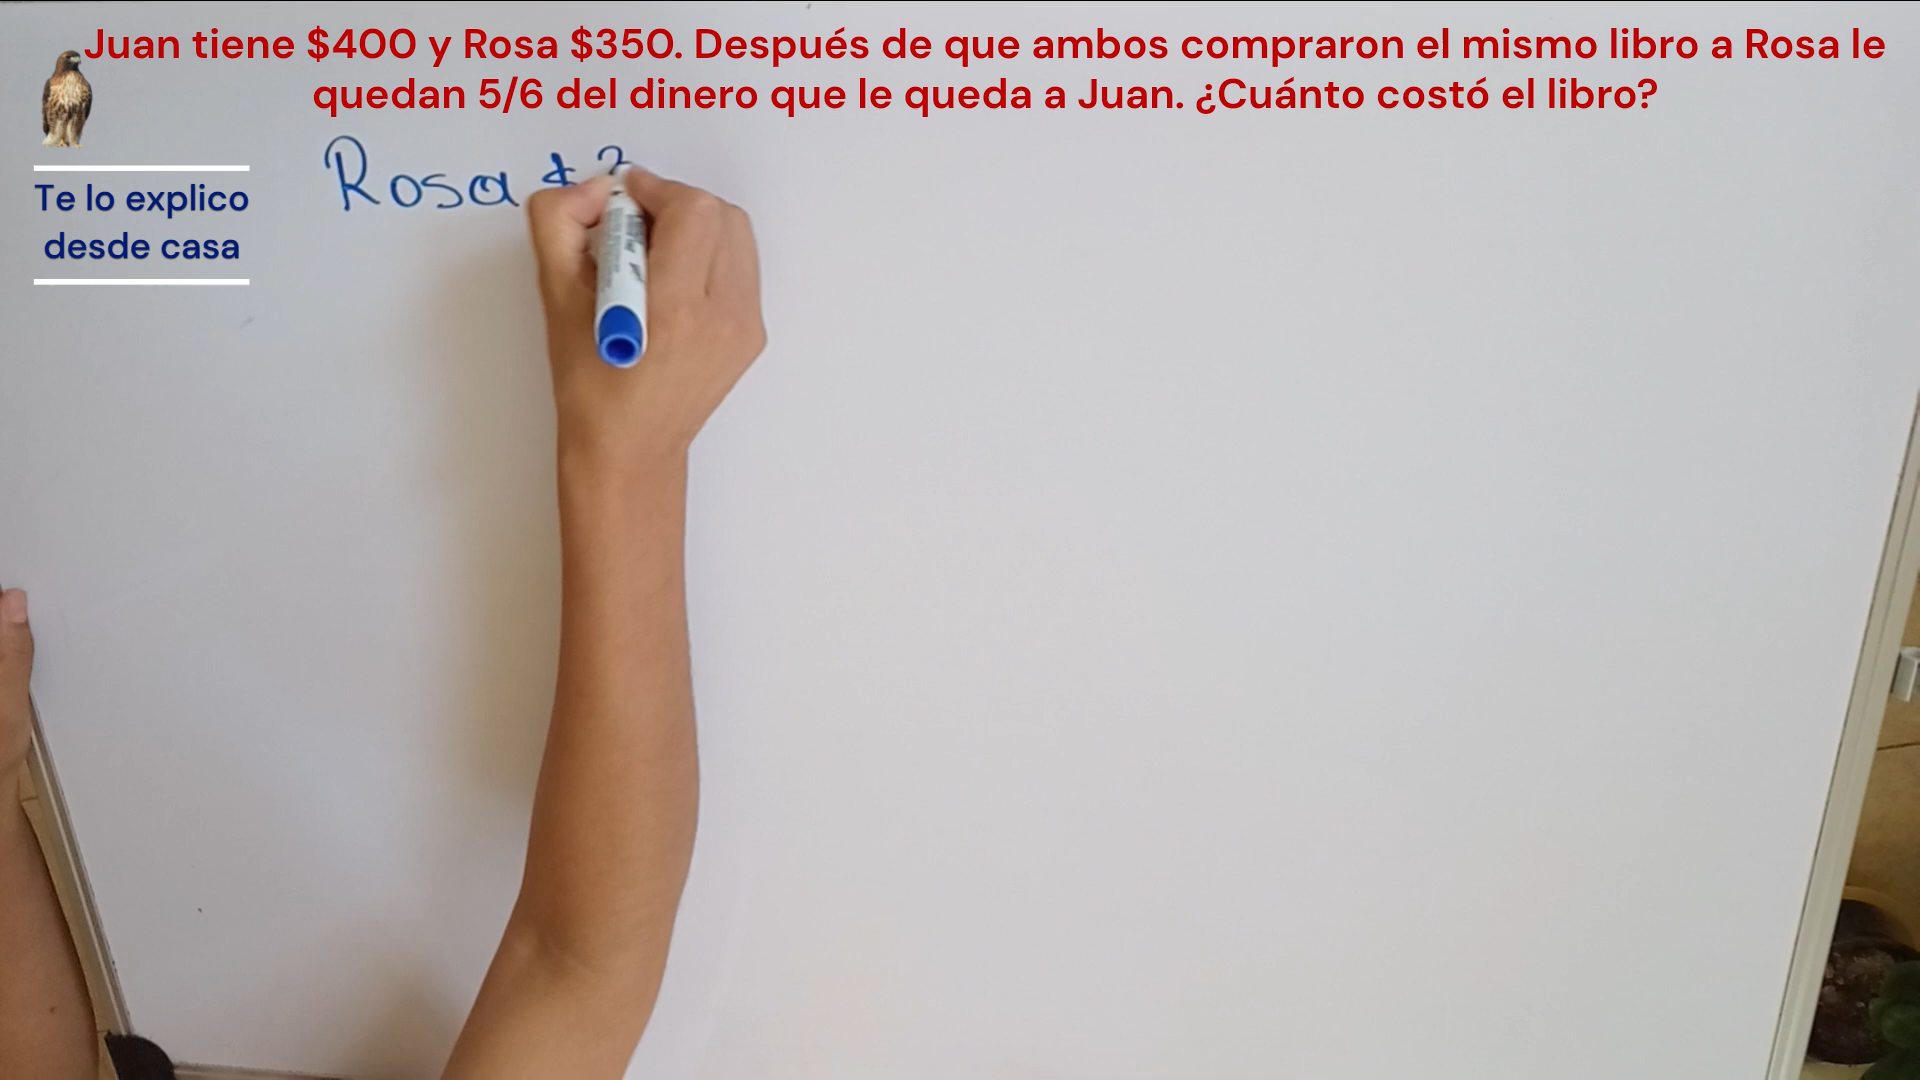 Juan tiene $400 y Rosa $350. Después de que ambos compraron el mismo libro a Rosa le
quedan 5/6 del dinero que le queda a Juan. ¿Cuánto costó el libro?
Te lo explico
desde casa
Rosa $